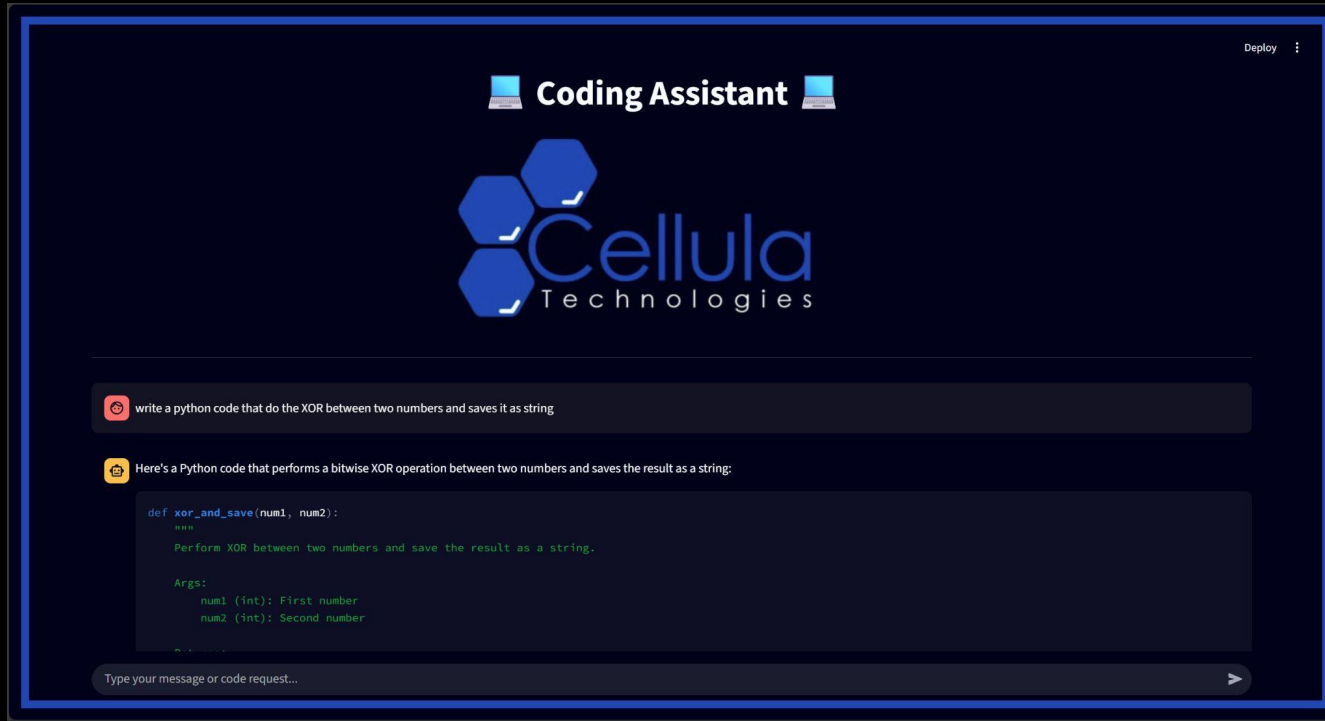 Deploy
Coding Assistant
Cellula
Technologies
write a python code that do the XOR between two numbers and saves it as string
Here's a Python code that performs a bitwise XOR operation between two numbers and saves the result as a string:
def xor_and_save(num1, num2):
"""
Perform XOR between two numbers and save the result as a string.
Args:
num1 (int): First number
num2 (int): Second number
Type your message or code request...